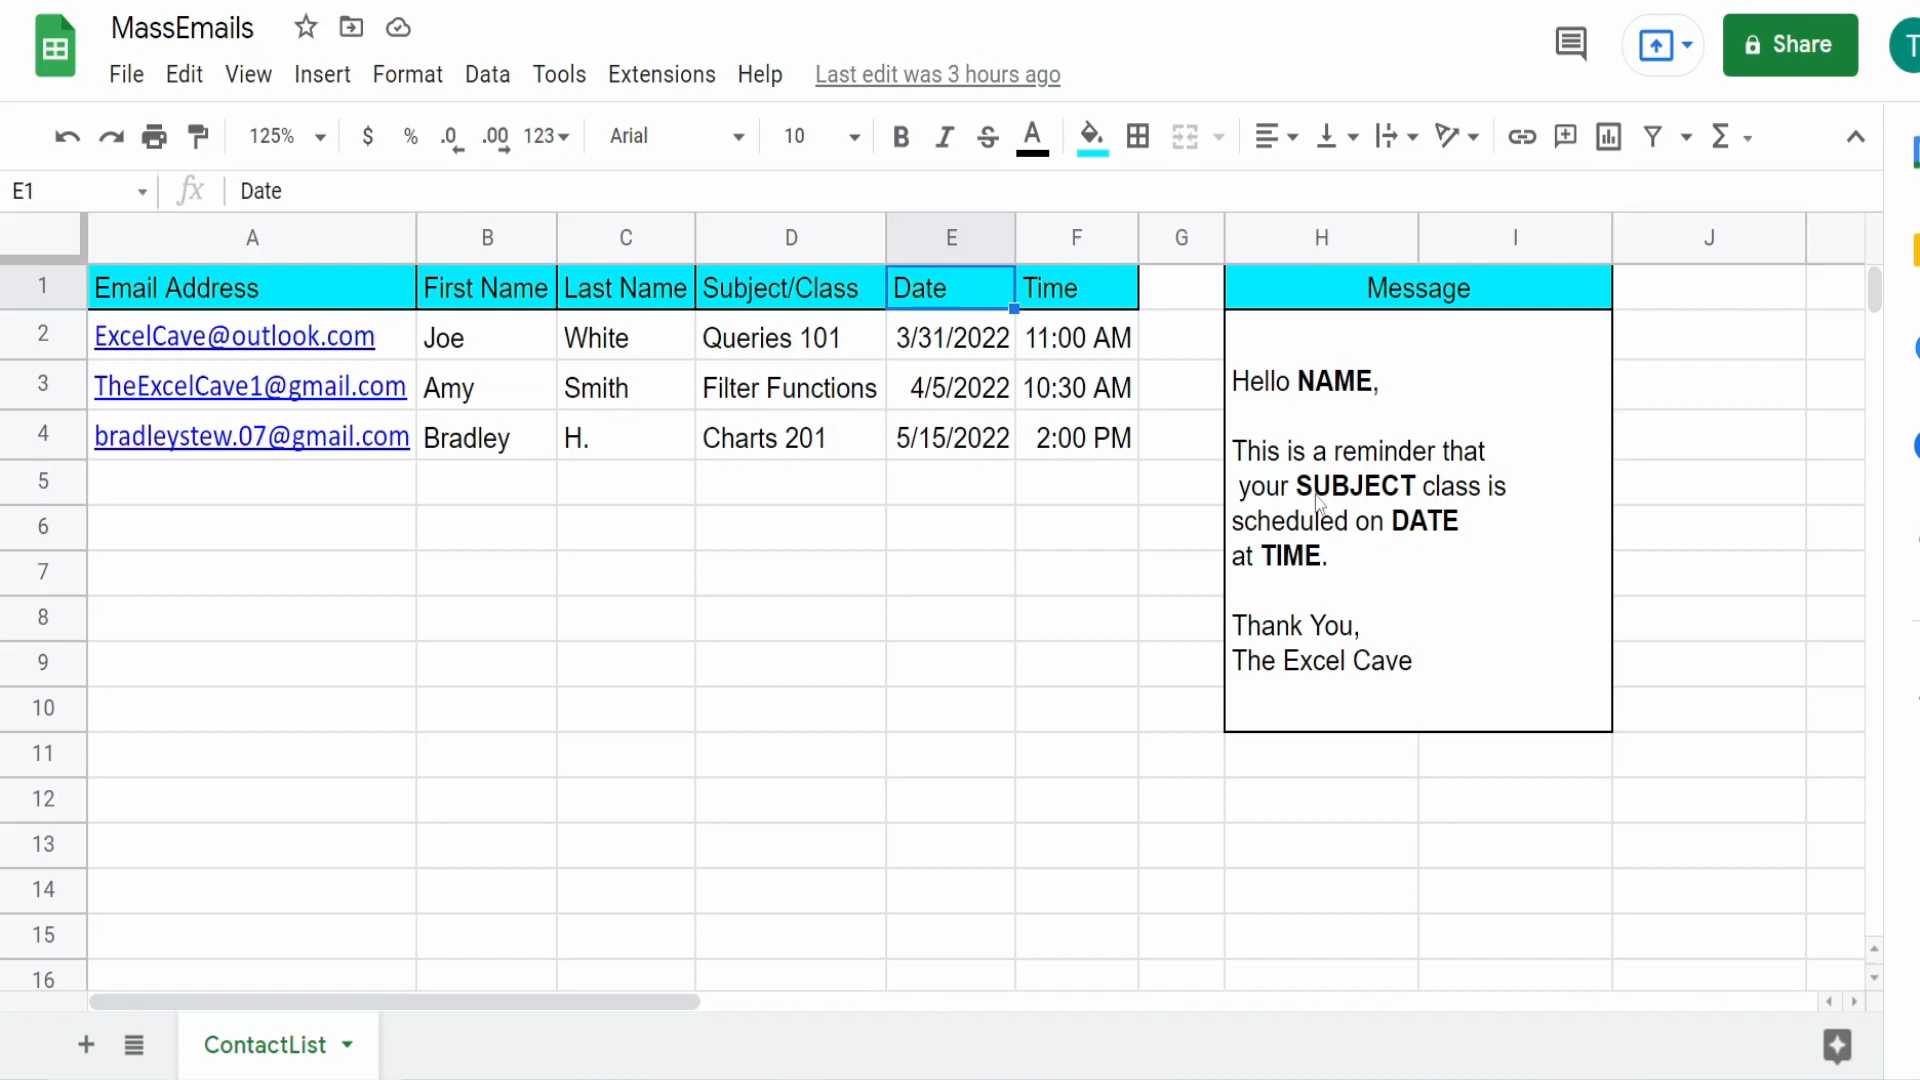 MassEmails
File Edit View Insert Format Data Tools Extensions Help Last edit was 3 hours ago
Share
T
125% $ % .0 .00 123 Arial 10 B I S A Σ
E1 fx Date
A B C D E F G H I J
1 Email Address First Name Last Name Subject/Class Date Time Message
2 ExcelCave@outlook.com Joe White Queries 101 3/31/2022 11:00 AM
3 TheExcelCave1@gmail.com Amy Smith Filter Functions 4/5/2022 10:30 AM
4 bradleystew.07@gmail.com Bradley H. Charts 201 5/15/2022 2:00 PM
Hello NAME,
This is a reminder that
your SUBJECT class is
scheduled on DATE
at TIME.
Thank You,
The Excel Cave
5
6
7
8
9
10
11
12
13
14
15
16
ContactList